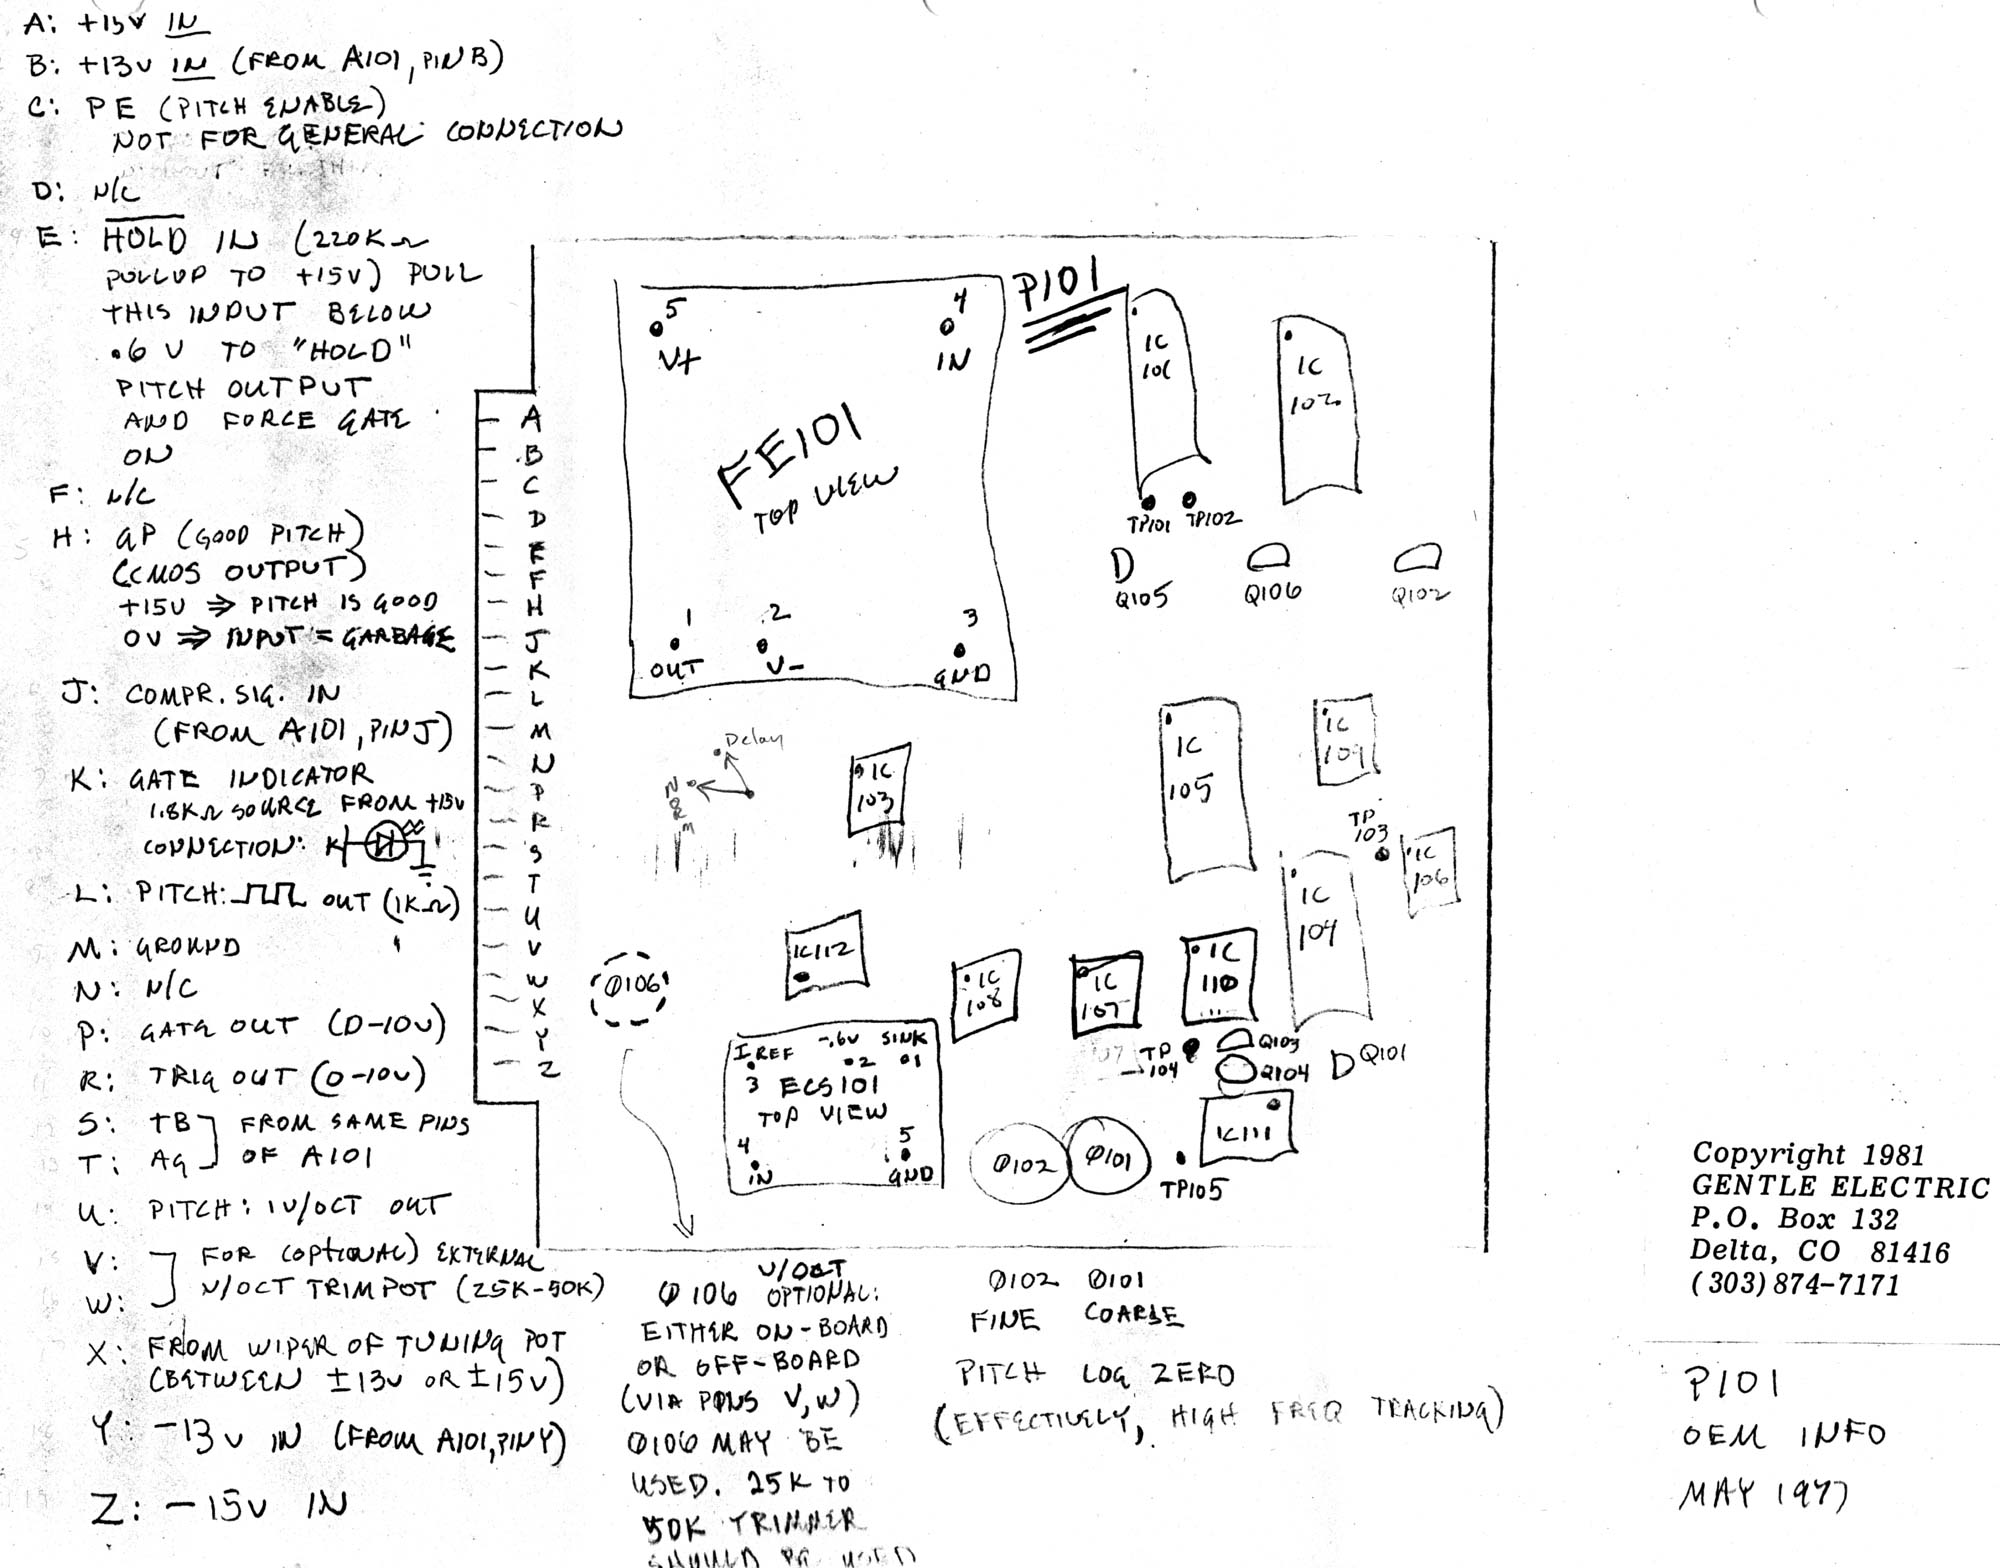 A: +15V IN
B: +13V IN (FROM A101, PIN B)
C: PE (PITCH ENABLE)
NOT FOR GENERAL CONNECTION
D: N/C
E: HOLD IN (220KΩ
PULLUP TO +15V) PULL
THIS INPUT BELOW
.6 V TO "HOLD"
PITCH OUTPUT
AND FORCE GATE
ON
F: N/C
H: GP (GOOD PITCH)
(CMOS OUTPUT)
+15V ⇒ PITCH IS GOOD
0V ⇒ INPUT = GARBAGE
J: COMPR. SIG. IN
(FROM A101, PIN J)
K: GATE INDICATOR
1.8KΩ SOURCE FROM +15V
CONNECTION: K
L: PITCH: OUT (1KΩ)
M: GROUND
N: N/C
P: GATE OUT (0-10V)
R: TRIG OUT (0-10V)
S: TB
T: AG
FROM SAME PINS
OF A101
U: PITCH: 1V/OCT OUT
V:
W:
FOR (OPTIONAL) EXTERNAL
V/OCT TRIMPOT (25K-50K)
X: FROM WIPER OF TUNING POT
(BETWEEN ±13V OR ±15V)
Y: -13V IN (FROM A101, PIN Y)
Z: -15V IN
A
B
C
D
E
F
H
J
K
L
M
N
P
R
S
T
U
V
W
X
Y
Z
P101
5
V+
4
IN
FE101
TOP VIEW
1
OUT
2
V-
3
GND
IC
101
IC
102
TP101 TP102
Q105
Q106
Q102
Delay
NORM
IC
103
IC
105
IC
109
TP
103
IC
106
IC
104
IC112
IC
108
IC
107
IC
110
Ø106
I REF -.6V SINK
3 2 1
ECS101
TOP VIEW
4
IN
5
GND
TP
104
Q103
Q104
Q101
IC111
Ø102
Ø101
TP105
V/OCT
Ø106 OPTIONAL:
EITHER ON-BOARD
OR OFF-BOARD
(VIA PINS V,W)
Ø106 MAY BE
USED. 25K TO
50K TRIMMER
SHOULD BE USED
Ø102 Ø101
FINE COARSE
PITCH LOG ZERO
(EFFECTIVELY, HIGH FREQ TRACKING)
Copyright 1981
GENTLE ELECTRIC
P.O. Box 132
Delta, CO 81416
(303) 874-7171
P101
OEM INFO
MAY 1977